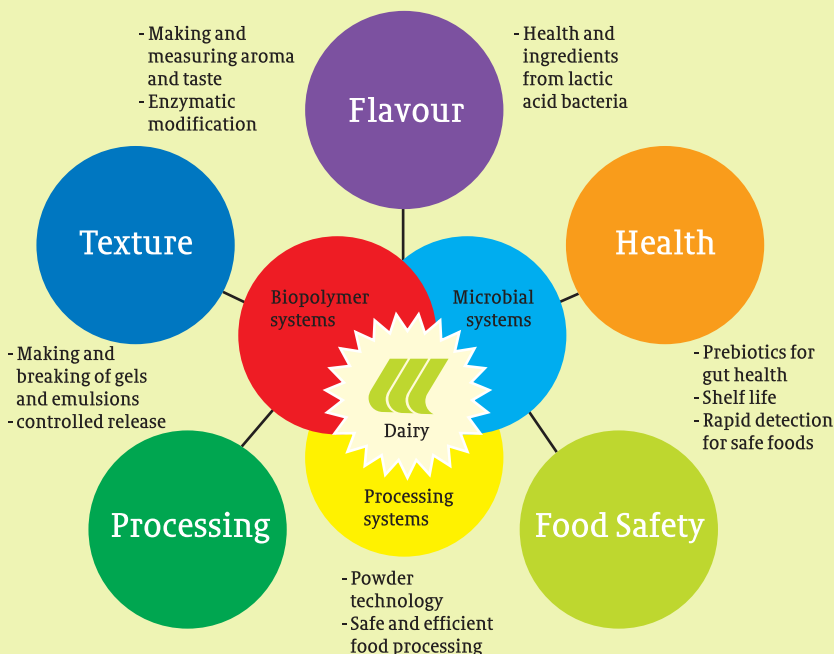 - Making and
measuring aroma
and taste
- Enzymatic
modification
Flavour
- Health and
ingredients
from lactic
acid bacteria
Texture
Health
Biopolymer
systems
Microbial
systems
- Making and
breaking of gels
and emulsions
- controlled release
Dairy
- Prebiotics for
gut health
- Shelf life
- Rapid detection
for safe foods
Processing
Processing
systems
Food Safety
- Powder
technology
- Safe and efficient
food processing